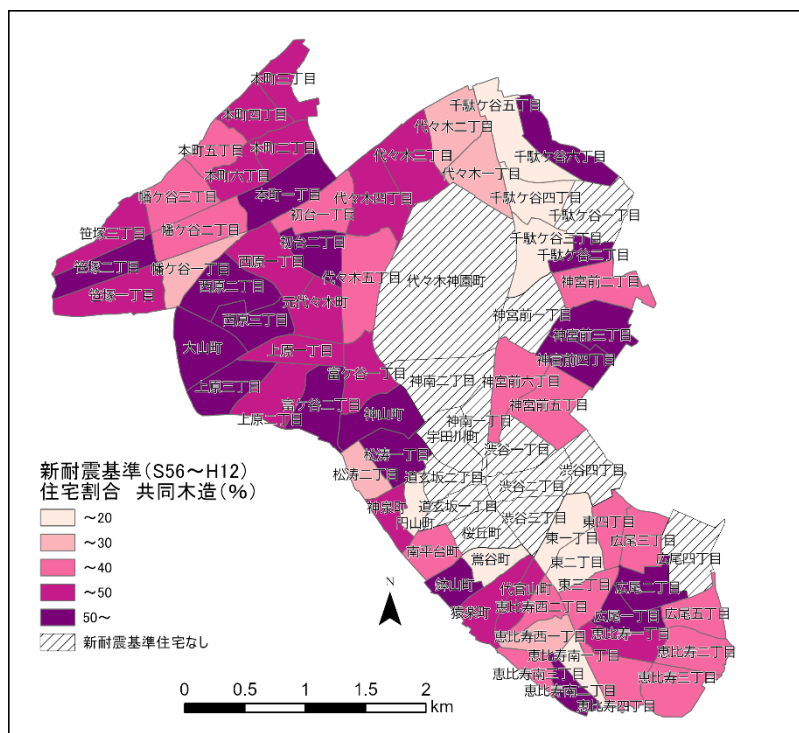 本町三丁目
本町四丁目
本町五丁目
本町二丁目
本町六丁目
本町一丁目
幡ケ谷三丁目
幡ケ谷二丁目
幡ケ谷一丁目
笹塚三丁目
笹塚二丁目
笹塚一丁目
初台一丁目
初台二丁目
代々木二丁目
代々木三丁目
代々木一丁目
代々木四丁目
代々木五丁目
千駄ケ谷五丁目
千駄ケ谷六丁目
千駄ケ谷四丁目
千駄ケ谷一丁目
千駄ケ谷三丁目
千駄ケ谷二丁目
代々木神園町
西原一丁目
西原二丁目
西原三丁目
元代々木町
大山町
上原一丁目
上原三丁目
上原二丁目
富ケ谷一丁目
富ケ谷二丁目
神山町
神宮前二丁目
神宮前一丁目
神宮前三丁目
神宮前四丁目
神宮前六丁目
神宮前五丁目
神南二丁目
神南一丁目
宇田川町
松涛一丁目
松涛二丁目
道玄坂二丁目
道玄坂一丁目
渋谷一丁目
渋谷二丁目
渋谷三丁目
渋谷四丁目
神泉町
円山町
桜丘町
南平台町
鶯谷町
鉢山町
猿楽町
代官山町
東一丁目
東二丁目
東三丁目
東四丁目
広尾三丁目
広尾四丁目
広尾二丁目
広尾一丁目
広尾五丁目
恵比寿西二丁目
恵比寿西一丁目
恵比寿一丁目
恵比寿二丁目
恵比寿三丁目
恵比寿四丁目
恵比寿南一丁目
恵比寿南三丁目
恵比寿南二丁目
新耐震基準(S56～H12)
住宅割合 共同木造(%)
～20
～30
～40
～50
50～
新耐震基準住宅なし
N
0 0.5 1 1.5 2
km